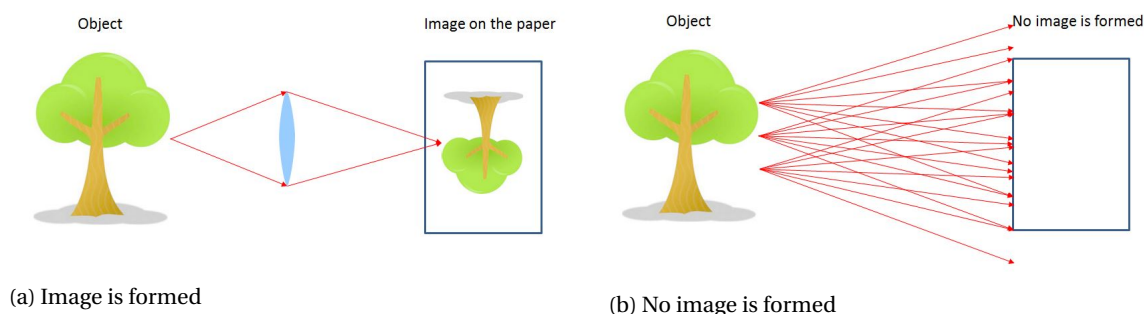 Object
Image on the paper
(a) Image is formed
Object
No image is formed
(b) No image is formed